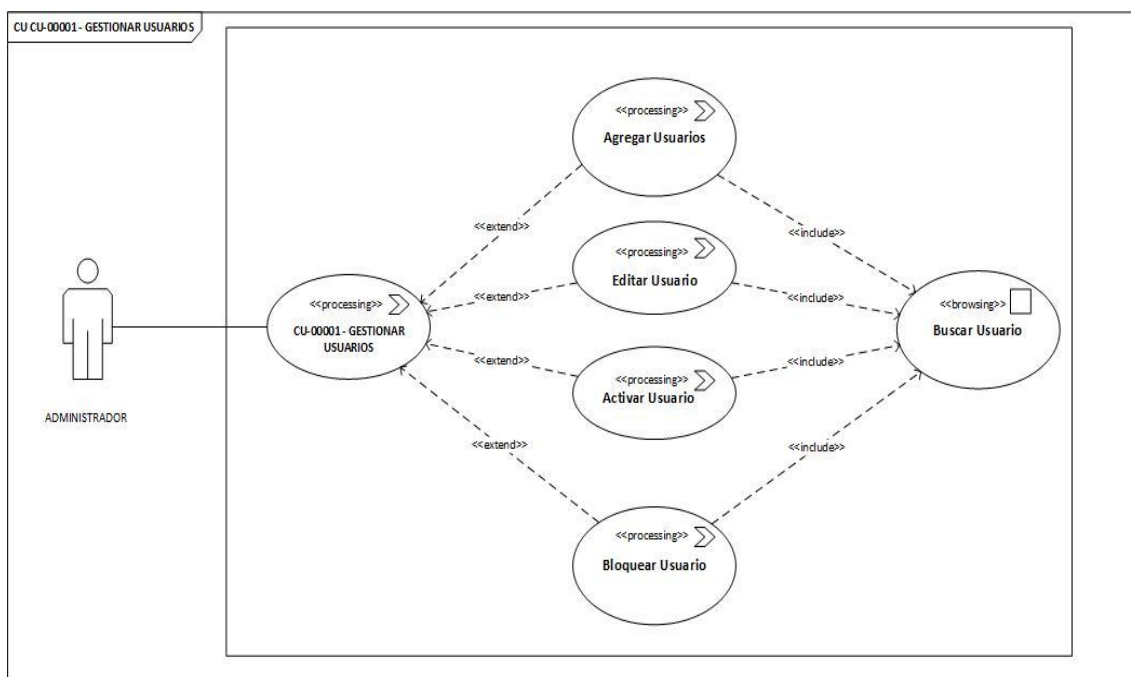 CU CU-00001 - GESTIONAR USUARIOS
<<processing>>
Agregar Usuarios
<<extend>>
<<include>>
<<processing>>
Editar Usuario
<<extend>>
<<include>>
<<processing>>
CU-00001 - GESTIONAR
USUARIOS
<<browsing>>
Buscar Usuario
<<extend>>
<<include>>
<<processing>>
Activar Usuario
ADMINISTRADOR
<<extend>>
<<include>>
<<processing>>
Bloquear Usuario